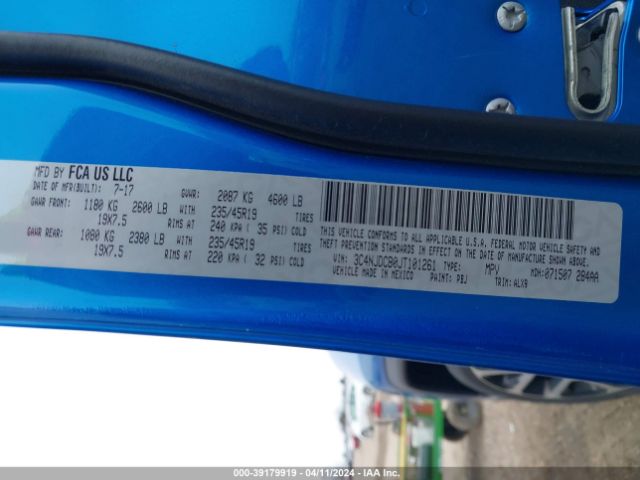 MFD BY FCA US LLC
DATE OF MFR(BUILT): 7-17 GVWR: 2087 KG 4600 LB
GAWR FRONT: 1180 KG 2600 LB WITH 235/45R19 TIRES
19X7.5 RIMS AT 240 KPA ( 35 PSI) COLD
GAWR REAR: 1080 KG 2380 LB WITH 235/45R19 TIRES
19X7.5 RIMS AT 220 KPA ( 32 PSI) COLD
THIS VEHICLE CONFORMS TO ALL APPLICABLE U.S.A. FEDERAL MOTOR VEHICLE SAFETY AND
THEFT PREVENTION STANDARDS IN EFFECT ON THE DATE OF MANUFACTURE SHOWN ABOVE.
VIN: 3C4NJDCB0JT101261 TYPE: MPV MDH:071507 284AA
MADE IN MEXICO PAINT: PBJ TRIM: ALX9
000-39179919 - 04/11/2024 - IAA Inc.